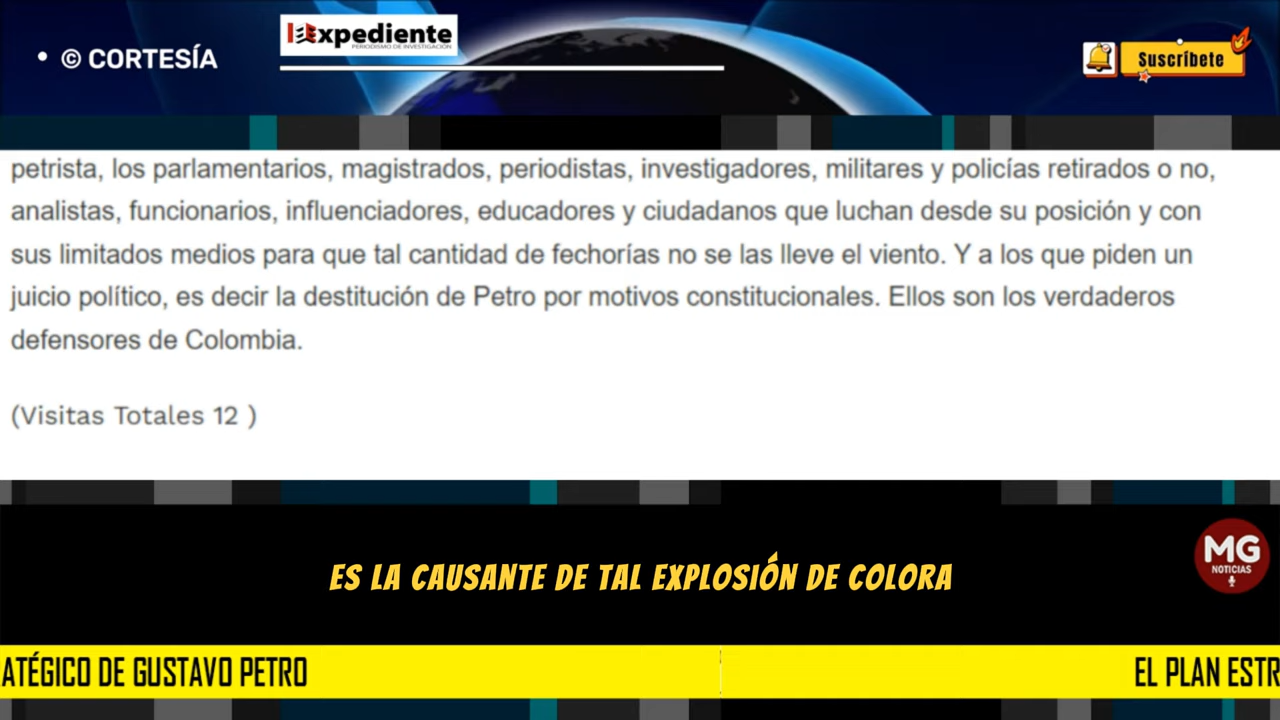 • © CORTESÍA
Expediente
PERIODISMO DE INVESTIGACIÓN
Suscríbete
petrista, los parlamentarios, magistrados, periodistas, investigadores, militares y policías retirados o no,
analistas, funcionarios, influenciadores, educadores y ciudadanos que luchan desde su posición y con
sus limitados medios para que tal cantidad de fechorías no se las lleve el viento. Y a los que piden un
juicio político, es decir la destitución de Petro por motivos constitucionales. Ellos son los verdaderos
defensores de Colombia.
(Visitas Totales 12 )
MG
NOTICIAS
ES LA CAUSANTE DE TAL EXPLOSIÓN DE COLORA
ATÉGICO DE GUSTAVO PETRO
EL PLAN ESTR